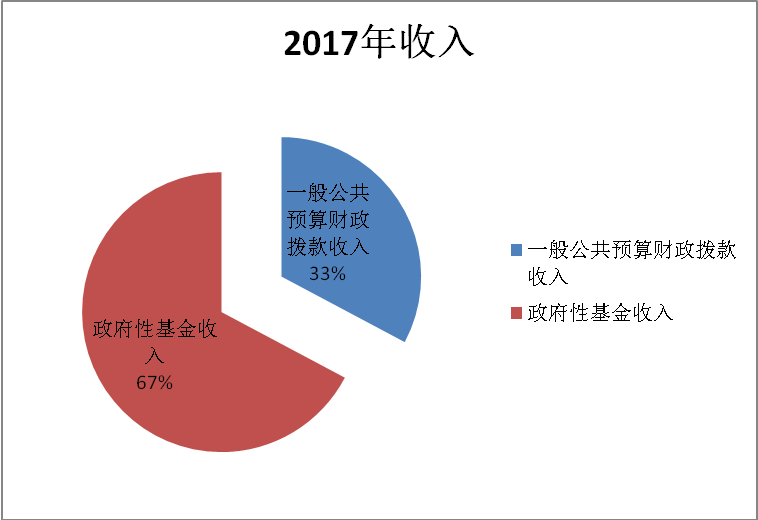 2017年收入
一般公共
预算财政
拨款收入
33%
政府性基金收
入
67%
一般公共预算财政拨款
收入
政府性基金收入